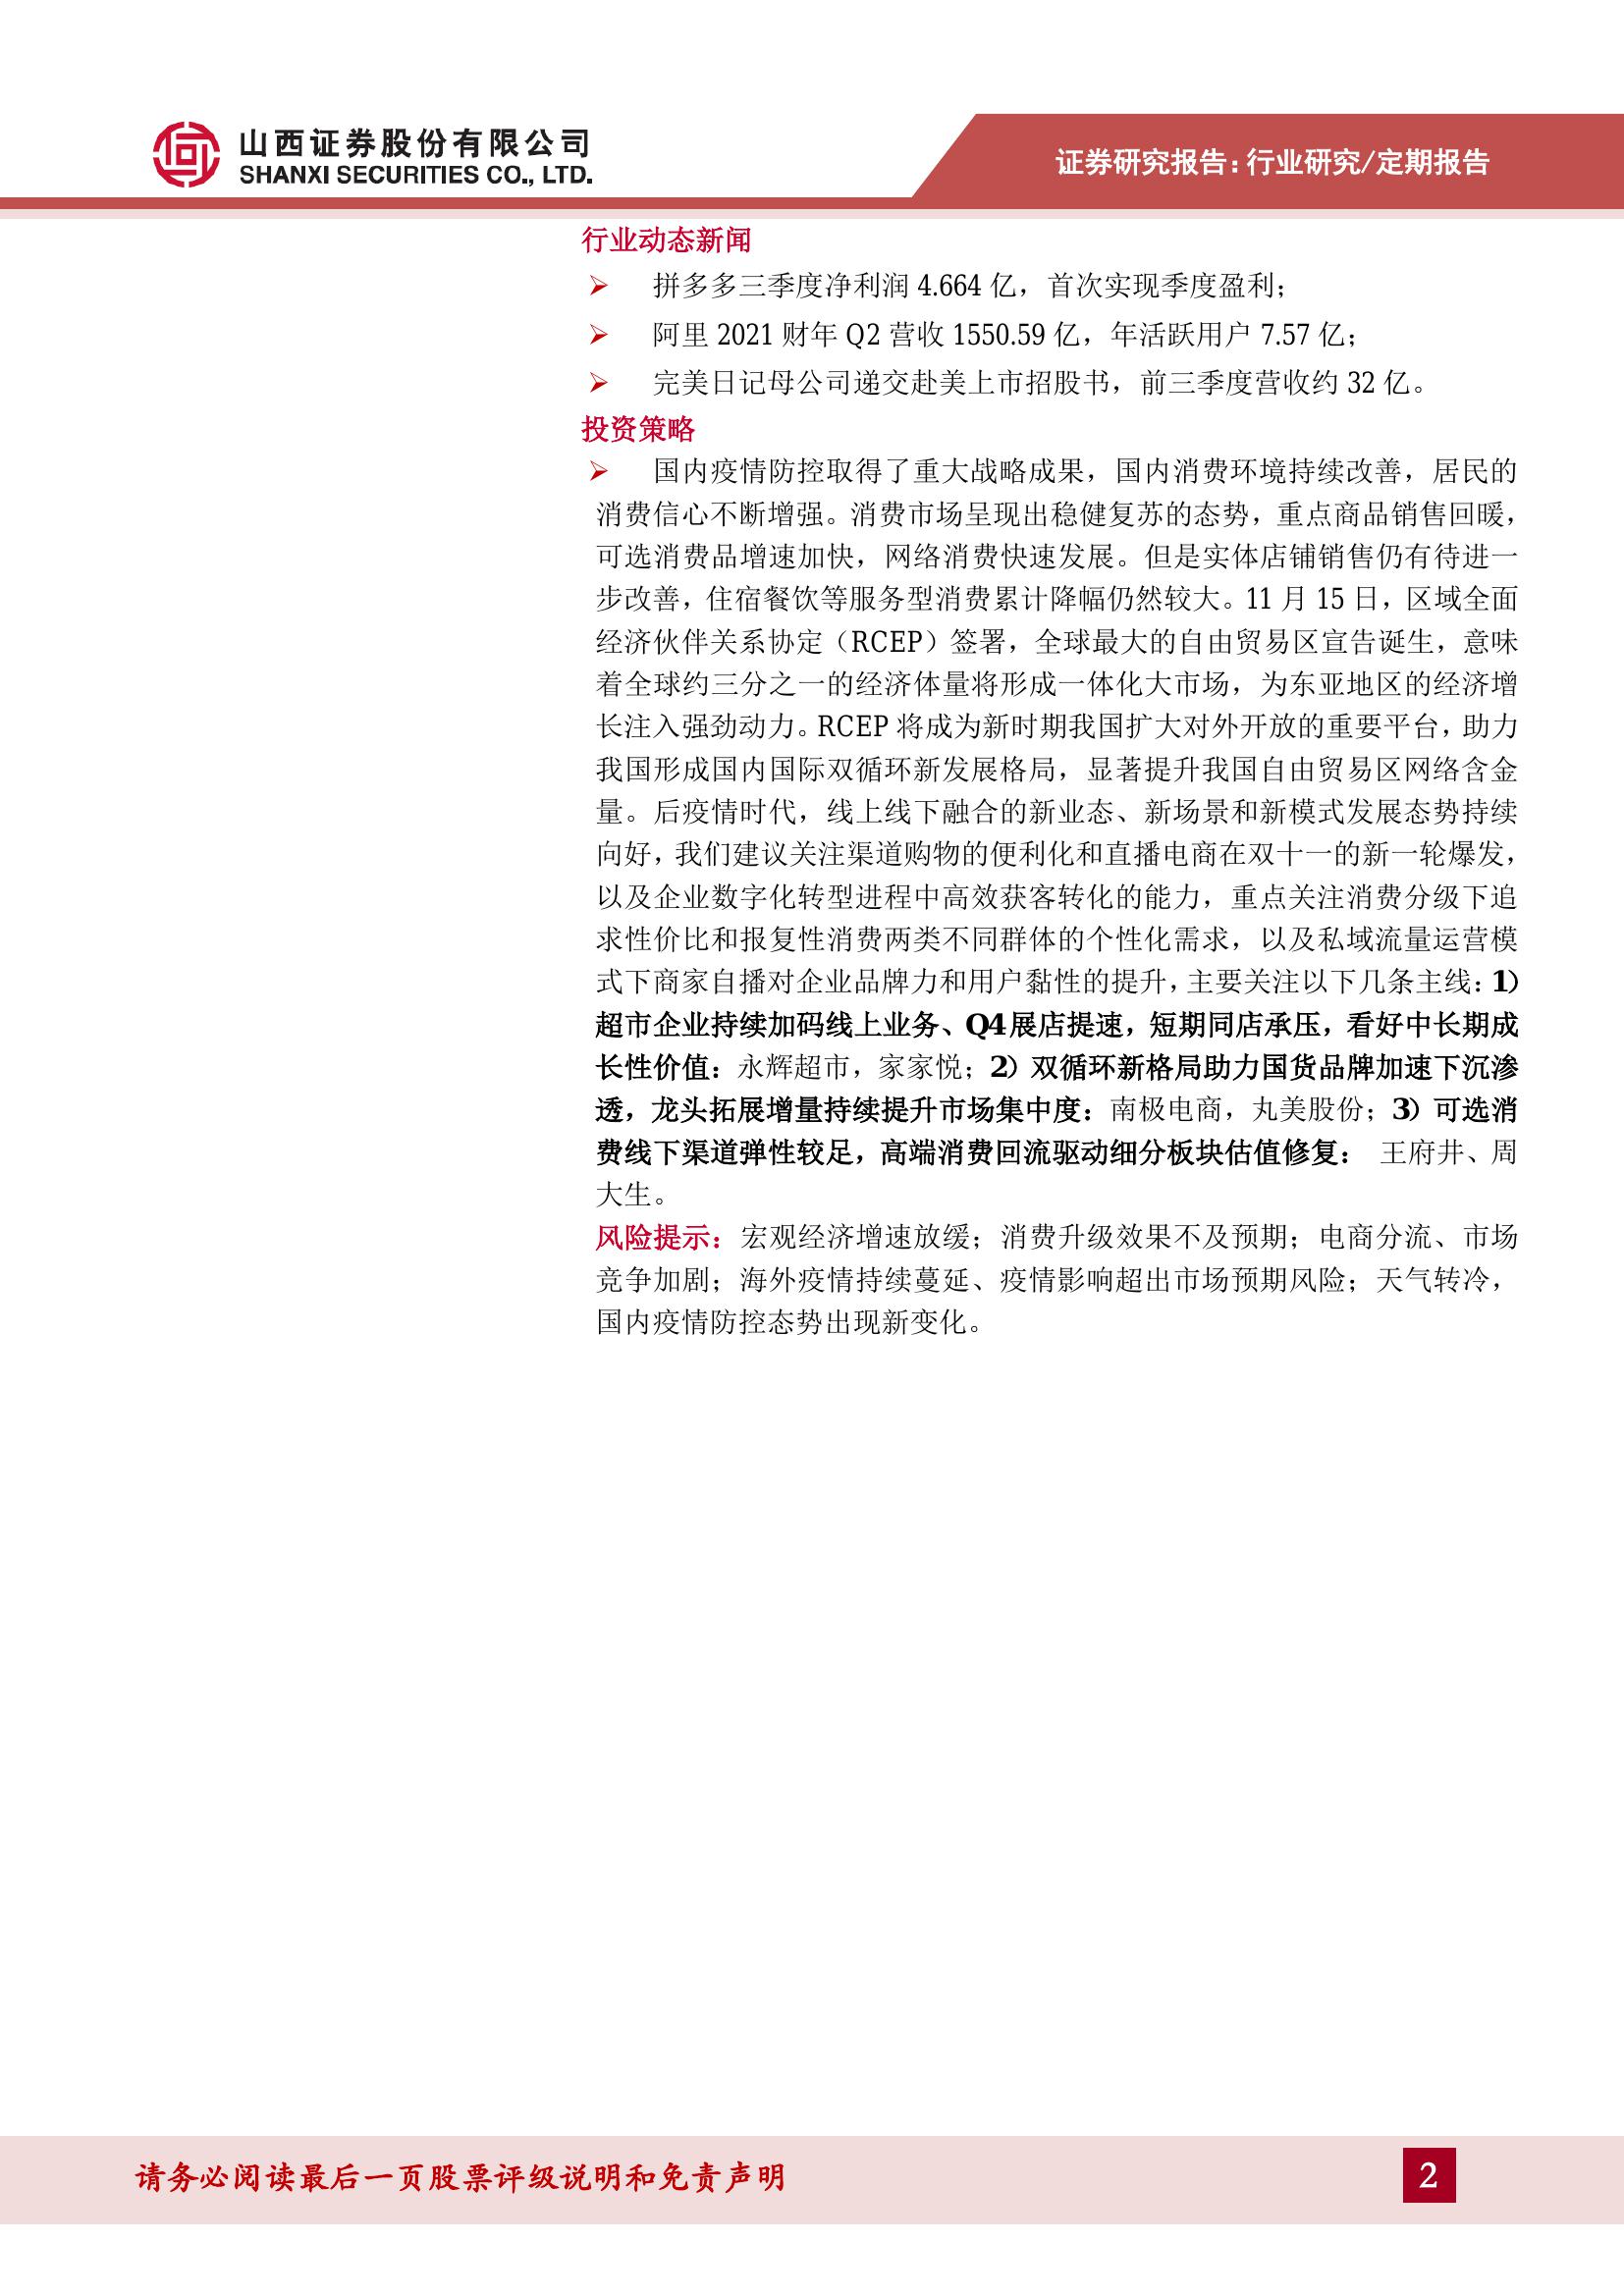 山西证券股份有限公司
SHANXI SECURITIES CO., LTD.
证券研究报告：行业研究/定期报告
行业动态新闻
➢ 拼多多三季度净利润 4.664 亿，首次实现季度盈利；
➢ 阿里 2021 财年 Q2 营收 1550.59 亿，年活跃用户 7.57 亿；
➢ 完美日记母公司递交赴美上市招股书，前三季度营收约 32 亿。
投资策略
➢ 国内疫情防控取得了重大战略成果，国内消费环境持续改善，居民的
消费信心不断增强。消费市场呈现出稳健复苏的态势，重点商品销售回暖，
可选消费品增速加快，网络消费快速发展。但是实体店铺销售仍有待进一
步改善，住宿餐饮等服务型消费累计降幅仍然较大。11 月 15 日，区域全面
经济伙伴关系协定（RCEP）签署，全球最大的自由贸易区宣告诞生，意味
着全球约三分之一的经济体量将形成一体化大市场，为东亚地区的经济增
长注入强劲动力。RCEP 将成为新时期我国扩大对外开放的重要平台，助力
我国形成国内国际双循环新发展格局，显著提升我国自由贸易区网络含金
量。后疫情时代，线上线下融合的新业态、新场景和新模式发展态势持续
向好，我们建议关注渠道购物的便利化和直播电商在双十一的新一轮爆发，
以及企业数字化转型进程中高效获客转化的能力，重点关注消费分级下追
求性价比和报复性消费两类不同群体的个性化需求，以及私域流量运营模
式下商家自播对企业品牌力和用户黏性的提升，主要关注以下几条主线：1）
超市企业持续加码线上业务、Q4 展店提速，短期同店承压，看好中长期成
长性价值：永辉超市，家家悦；2）双循环新格局助力国货品牌加速下沉渗
透，龙头拓展增量持续提升市场集中度：南极电商，丸美股份；3）可选消
费线下渠道弹性较足，高端消费回流驱动细分板块估值修复： 王府井、周
大生。
风险提示：宏观经济增速放缓；消费升级效果不及预期；电商分流、市场
竞争加剧；海外疫情持续蔓延、疫情影响超出市场预期风险；天气转冷，
国内疫情防控态势出现新变化。
请务必阅读最后一页股票评级说明和免责声明
2